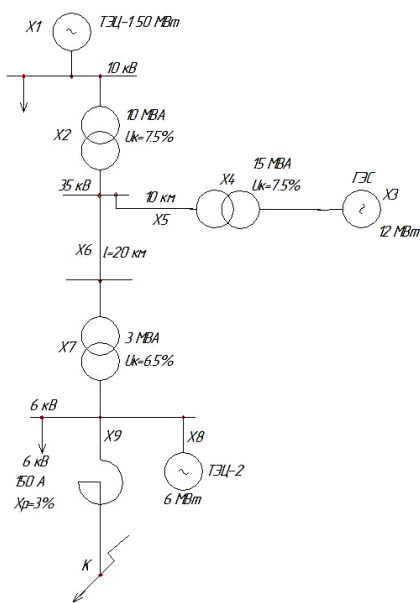 X1
ТЭЦ-1 50 МВт
10 кВ
10 МВА
X2
Uк=7.5%
15 МВА
X4
Uк=7.5%
ГЭС
X3
35 кВ
10 км
X5
12 МВт
X6
l=20 км
3 МВА
X7
Uк=6.5%
6 кВ
X9
X8
6 кВ
150 А
Xр=3%
ТЭЦ-2
6 МВт
К